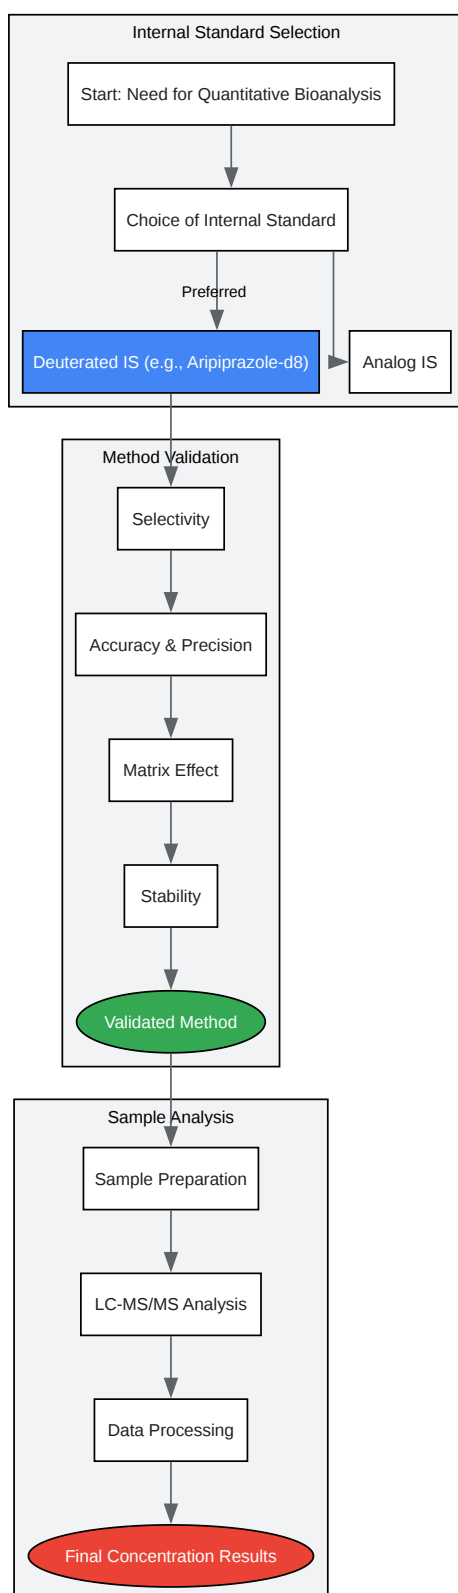 Internal Standard Selection
Start: Need for Quantitative Bioanalysis
Choice of Internal Standard
Preferred
Deuterated IS (e.g., Aripiprazole-d8)
Analog IS
Method Validation
Selectivity
Accuracy & Precision
Matrix Effect
Stability
Validated Method
Sample Analysis
Sample Preparation
LC-MS/MS Analysis
Data Processing
Final Concentration Results